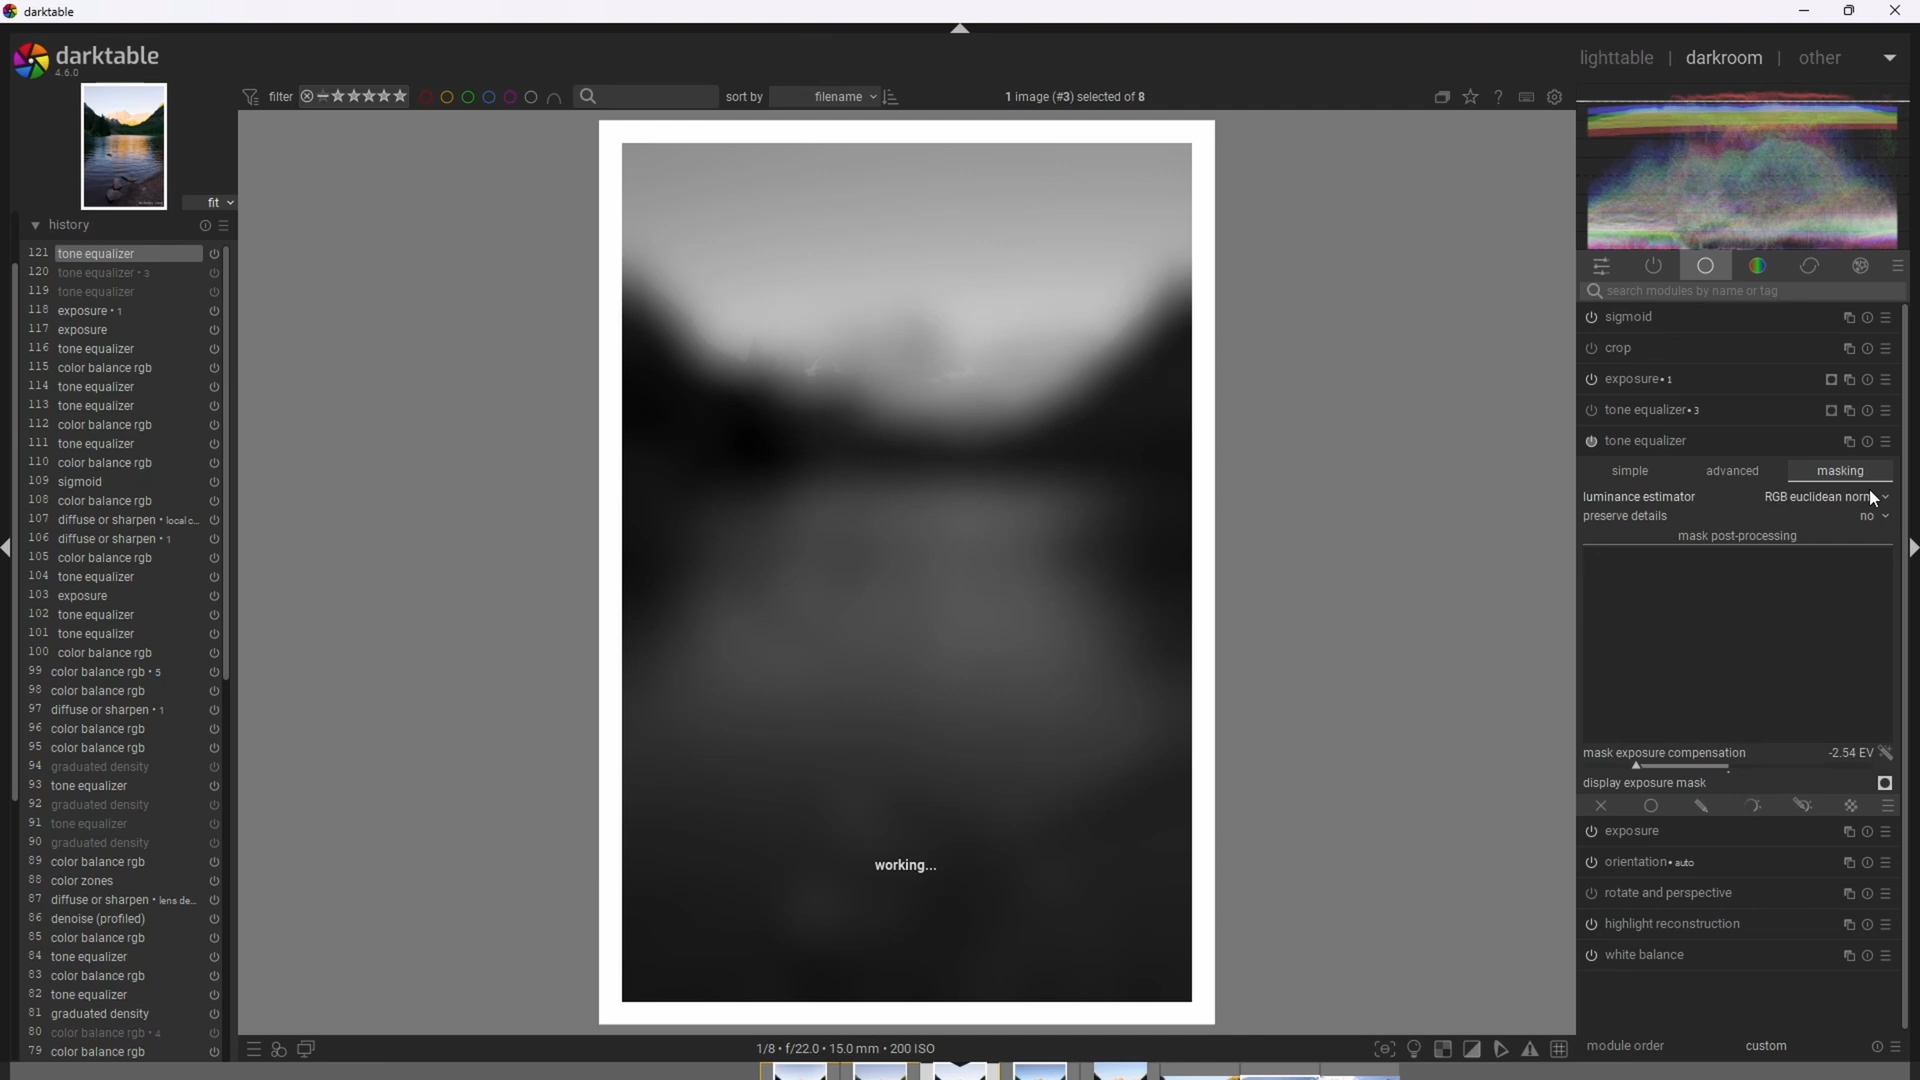 darktable
darktable
4.6.0
lighttable | darkroom | other
filter
sort by filename
1 image (#3) selected of 8
fit
history
121 tone equalizer
120 tone equalizer • 3
119 tone equalizer
118 exposure • 1
117 exposure
116 tone equalizer
115 color balance rgb
114 tone equalizer
113 tone equalizer
112 color balance rgb
111 tone equalizer
110 color balance rgb
109 sigmoid
108 color balance rgb
107 diffuse or sharpen • local c...
106 diffuse or sharpen • 1
105 color balance rgb
104 tone equalizer
103 exposure
102 tone equalizer
101 tone equalizer
100 color balance rgb
99 color balance rgb • 5
98 color balance rgb
97 diffuse or sharpen • 1
96 color balance rgb
95 color balance rgb
94 graduated density
93 tone equalizer
92 graduated density
91 tone equalizer
90 graduated density
89 color balance rgb
88 color zones
87 diffuse or sharpen • lens de...
86 denoise (profiled)
85 color balance rgb
84 tone equalizer
83 color balance rgb
82 tone equalizer
81 graduated density
80 color balance rgb • 4
79 color balance rgb
working...
1/8 • f/22.0 • 15.0 mm • 200 ISO
search modules by name or tag
sigmoid
crop
exposure • 1
tone equalizer • 3
tone equalizer
simple advanced masking
luminance estimator RGB euclidean norm
preserve details no
mask post-processing
mask exposure compensation -2.54 EV
display exposure mask
exposure
orientation • auto
rotate and perspective
highlight reconstruction
white balance
module order custom